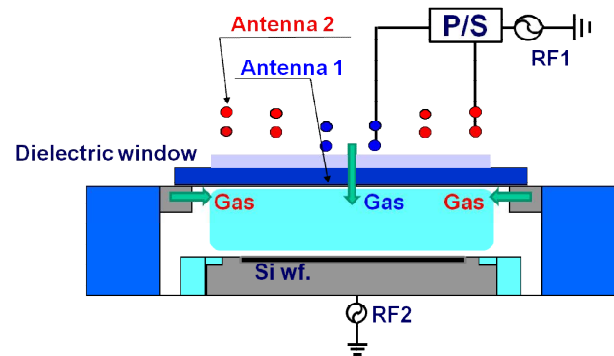 Antenna 2
P/S
RF1
Antenna 1
Dielectric window
Gas
Gas
Gas
Si wf.
RF2